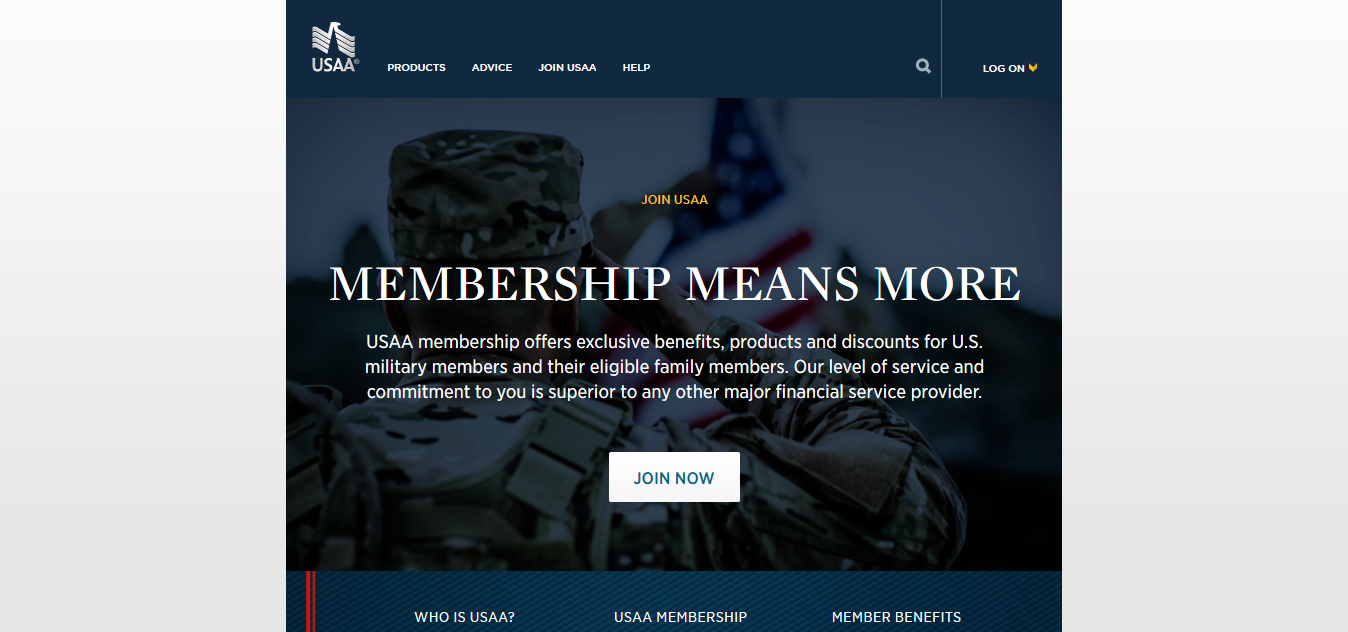 USAA®
PRODUCTS
ADVICE
JOIN USAA
HELP
LOG ON
JOIN USAA
MEMBERSHIP MEANS MORE
USAA membership offers exclusive benefits, products and discounts for U.S.
military members and their eligible family members. Our level of service and
commitment to you is superior to any other major financial service provider.
JOIN NOW
WHO IS USAA?
USAA MEMBERSHIP
MEMBER BENEFITS